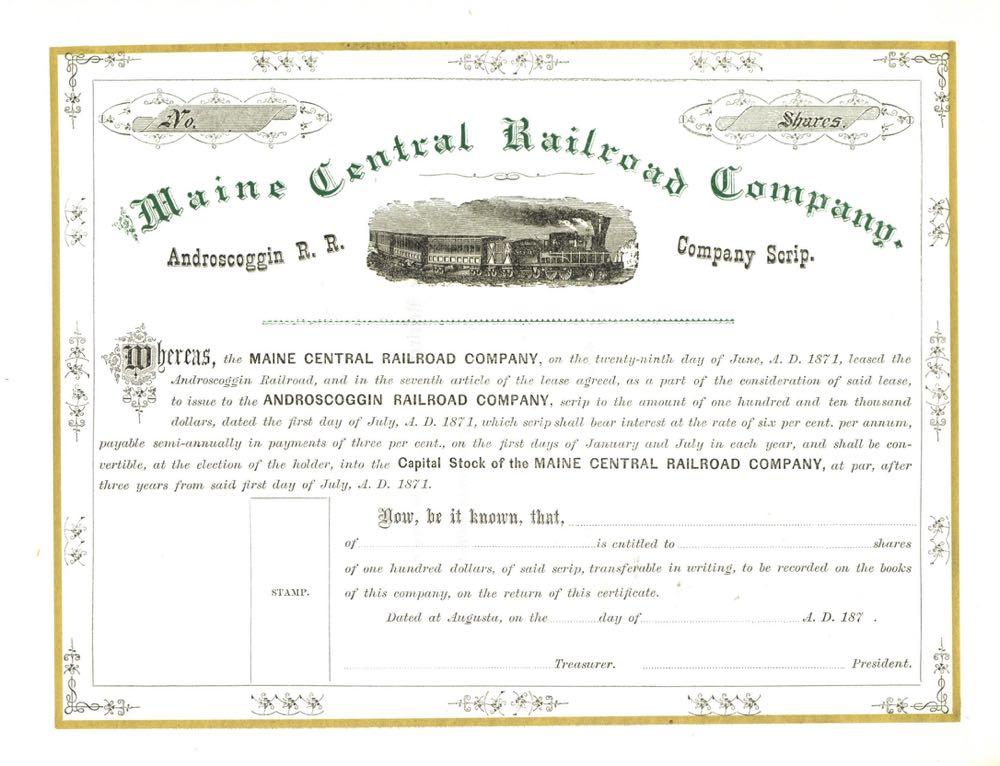 No.
Shares.
Maine Central Railroad Company.
Androscoggin R. R.
Company Scrip.
Whereas, the MAINE CENTRAL RAILROAD COMPANY, on the twenty-ninth day of June, A. D. 1871, leased the
Androscoggin Railroad, and in the seventh article of the lease agreed, as a part of the consideration of said lease,
to issue to the ANDROSCOGGIN RAILROAD COMPANY, scrip to the amount of one hundred and ten thousand
dollars, dated the first day of July, A. D. 1871, which scrip shall bear interest at the rate of six per cent. per annum,
payable semi-annually in payments of three per cent., on the first days of January and July in each year, and shall be con-
vertible, at the election of the holder, into the Capital Stock of the MAINE CENTRAL RAILROAD COMPANY, at par, after
three years from said first day of July, A. D. 1871.
Now, be it known, that,
of is entitled to shares
of one hundred dollars, of said scrip, transferable in writing, to be recorded on the books
STAMP.
of this company, on the return of this certificate.
Dated at Augusta, on the day of A. D. 187 .
Treasurer. President.